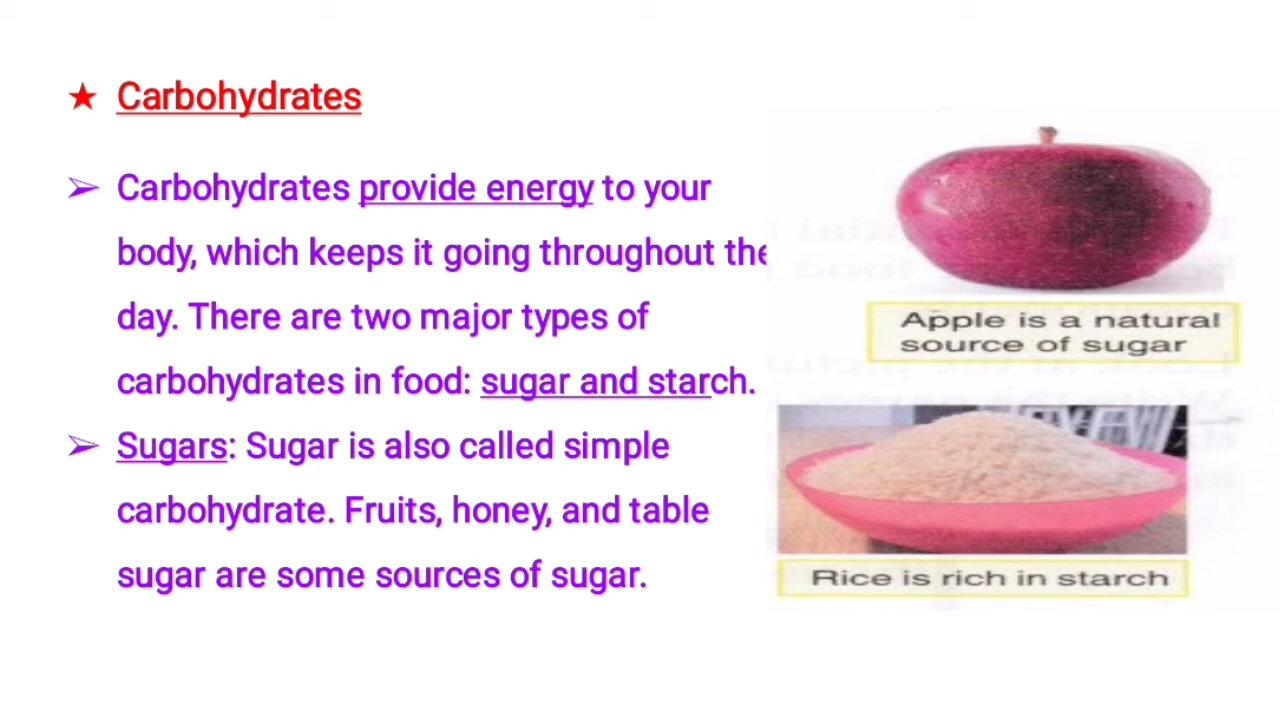 ★ Carbohydrates
➢ Carbohydrates provide energy to your
body, which keeps it going throughout the
day. There are two major types of
carbohydrates in food: sugar and starch.
➢ Sugars: Sugar is also called simple
carbohydrate. Fruits, honey, and table
sugar are some sources of sugar.
Apple is a natural
source of sugar
Rice is rich in starch